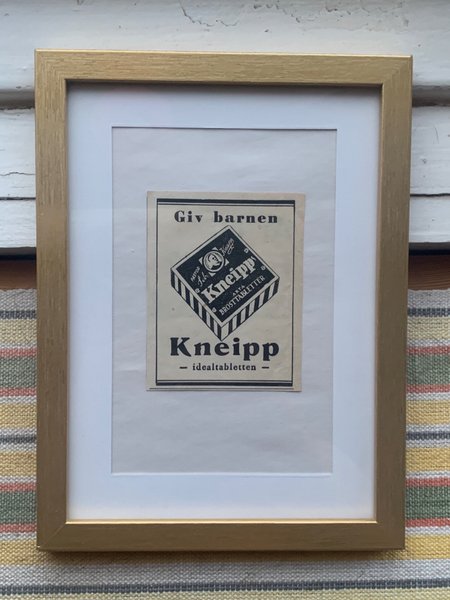 Giv barnen
Kneipp
BRÖSTTABLETTER
Kneipp
— idealtabletten —